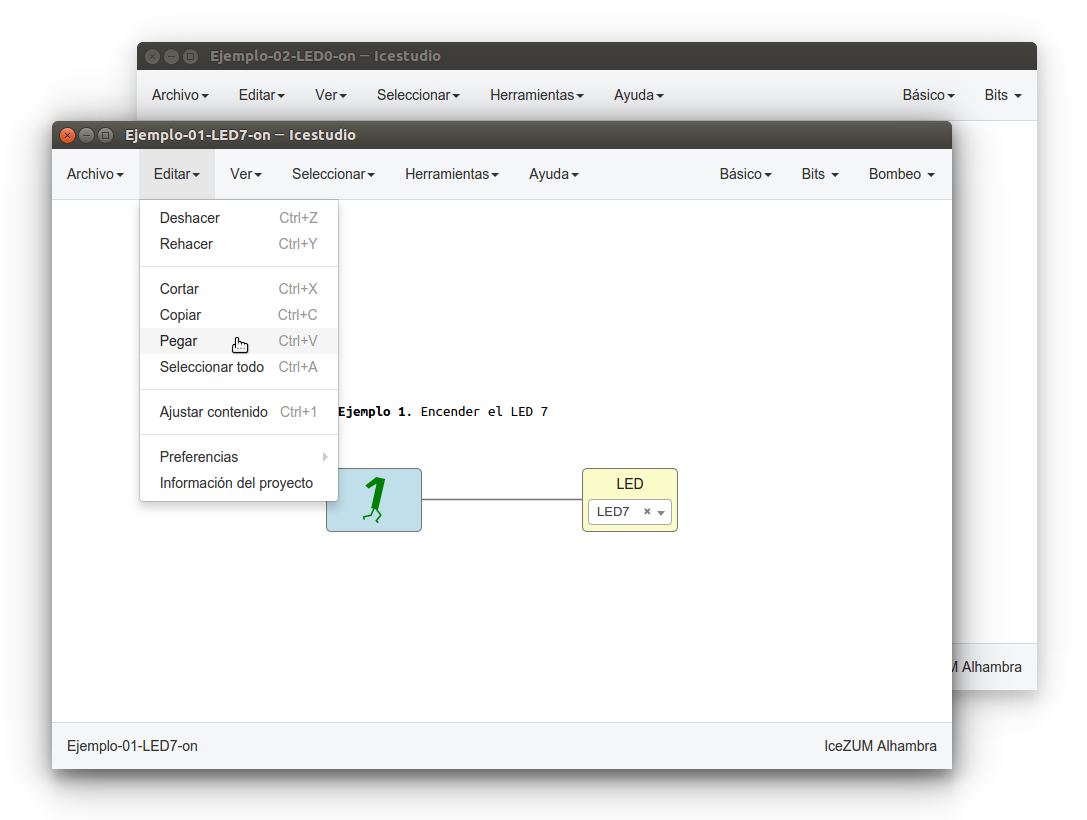 Ejemplo-02-LED0-on — Icestudio
Archivo Editar Ver Seleccionar Herramientas Ayuda Básico Bits
Ejemplo-01-LED7-on — Icestudio
Archivo Editar Ver Seleccionar Herramientas Ayuda Básico Bits Bombeo
Deshacer Ctrl+Z
Rehacer Ctrl+Y
Cortar Ctrl+X
Copiar Ctrl+C
Pegar Ctrl+V
Seleccionar todo Ctrl+A
Ajustar contenido Ctrl+1
Ejemplo 1. Encender el LED 7
Preferencias
Información del proyecto
1
LED
LED7
Alhambra
Ejemplo-01-LED7-on IceZUM Alhambra